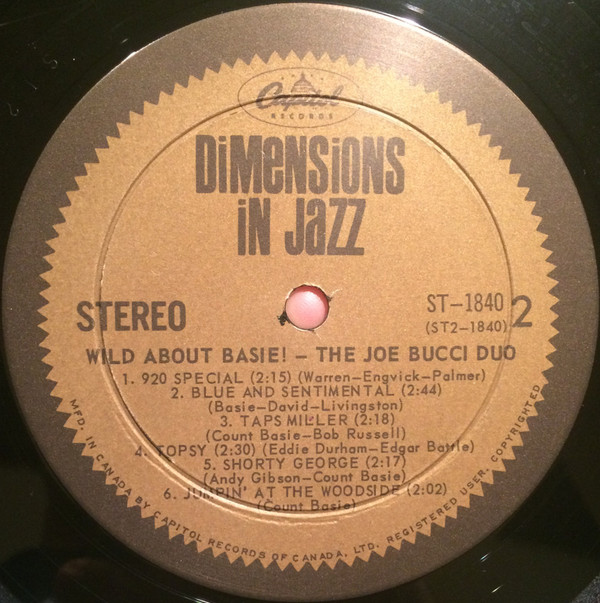 Capitol
RECORDS
DiMENSiONS
iN JAZZ
STEREO
ST-1840 2
(ST2-1840)
WILD ABOUT BASIE! - THE JOE BUCCI DUO
1. 920 SPECIAL (2:15) (Warren-Engvick-Palmer)
2. BLUE AND SENTIMENTAL (2:44)
(Basie-David-Livingston)
3. TAPS MILLER (2:18)
(Count Basie-Bob Russell)
4. TOPSY (2:30) (Eddie Durham-Edgar Battle)
5. SHORTY GEORGE (2:17)
(Andy Gibson-Count Basie)
6. JUMPIN' AT THE WOODSIDE (2:02)
(Count Basie)
MFD. IN CANADA BY CAPITOL RECORDS OF CANADA, LTD. REGISTERED USER. COPYRIGHTED